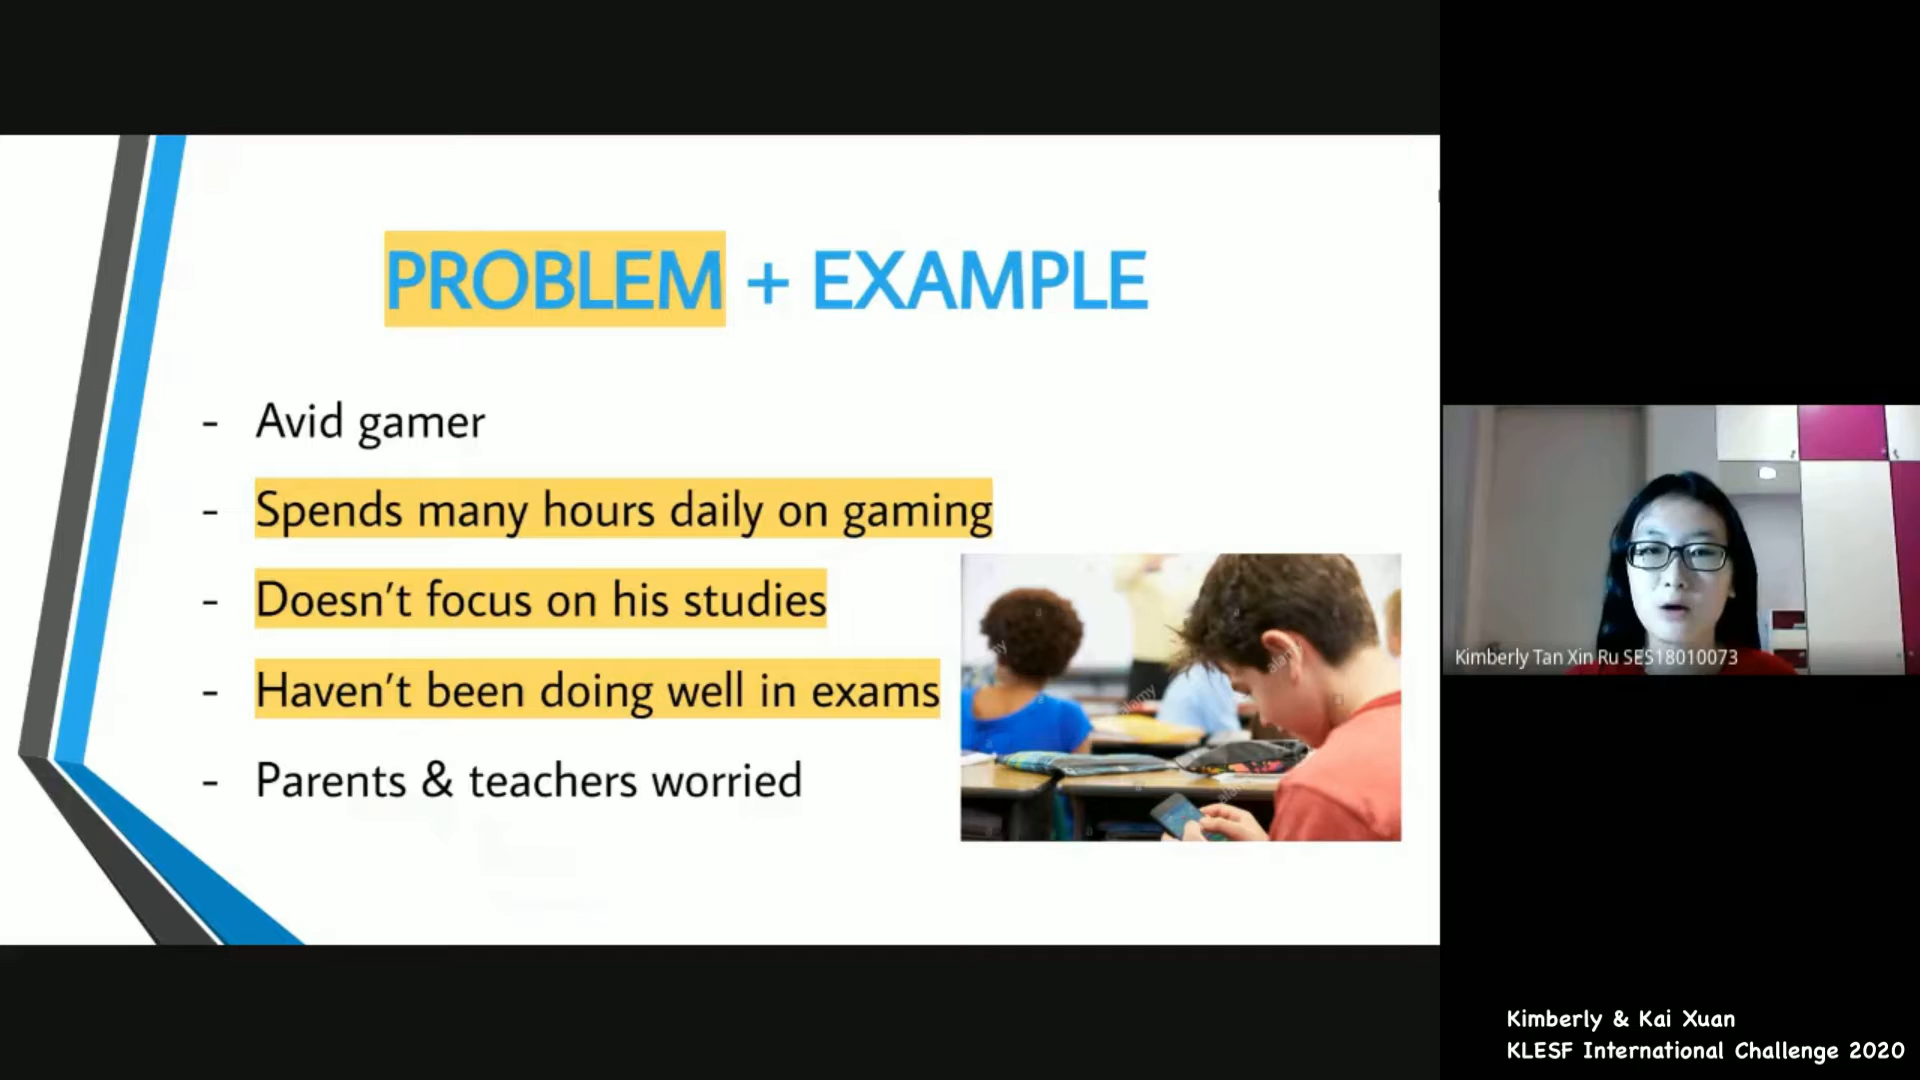 PROBLEM + EXAMPLE
- Avid gamer
- Spends many hours daily on gaming
- Doesn't focus on his studies
- Haven't been doing well in exams
- Parents & teachers worried
alamy
Kimberly Tan Xin Ru SES18010073
Kimberly & Kai Xuan
KLESF International Challenge 2020